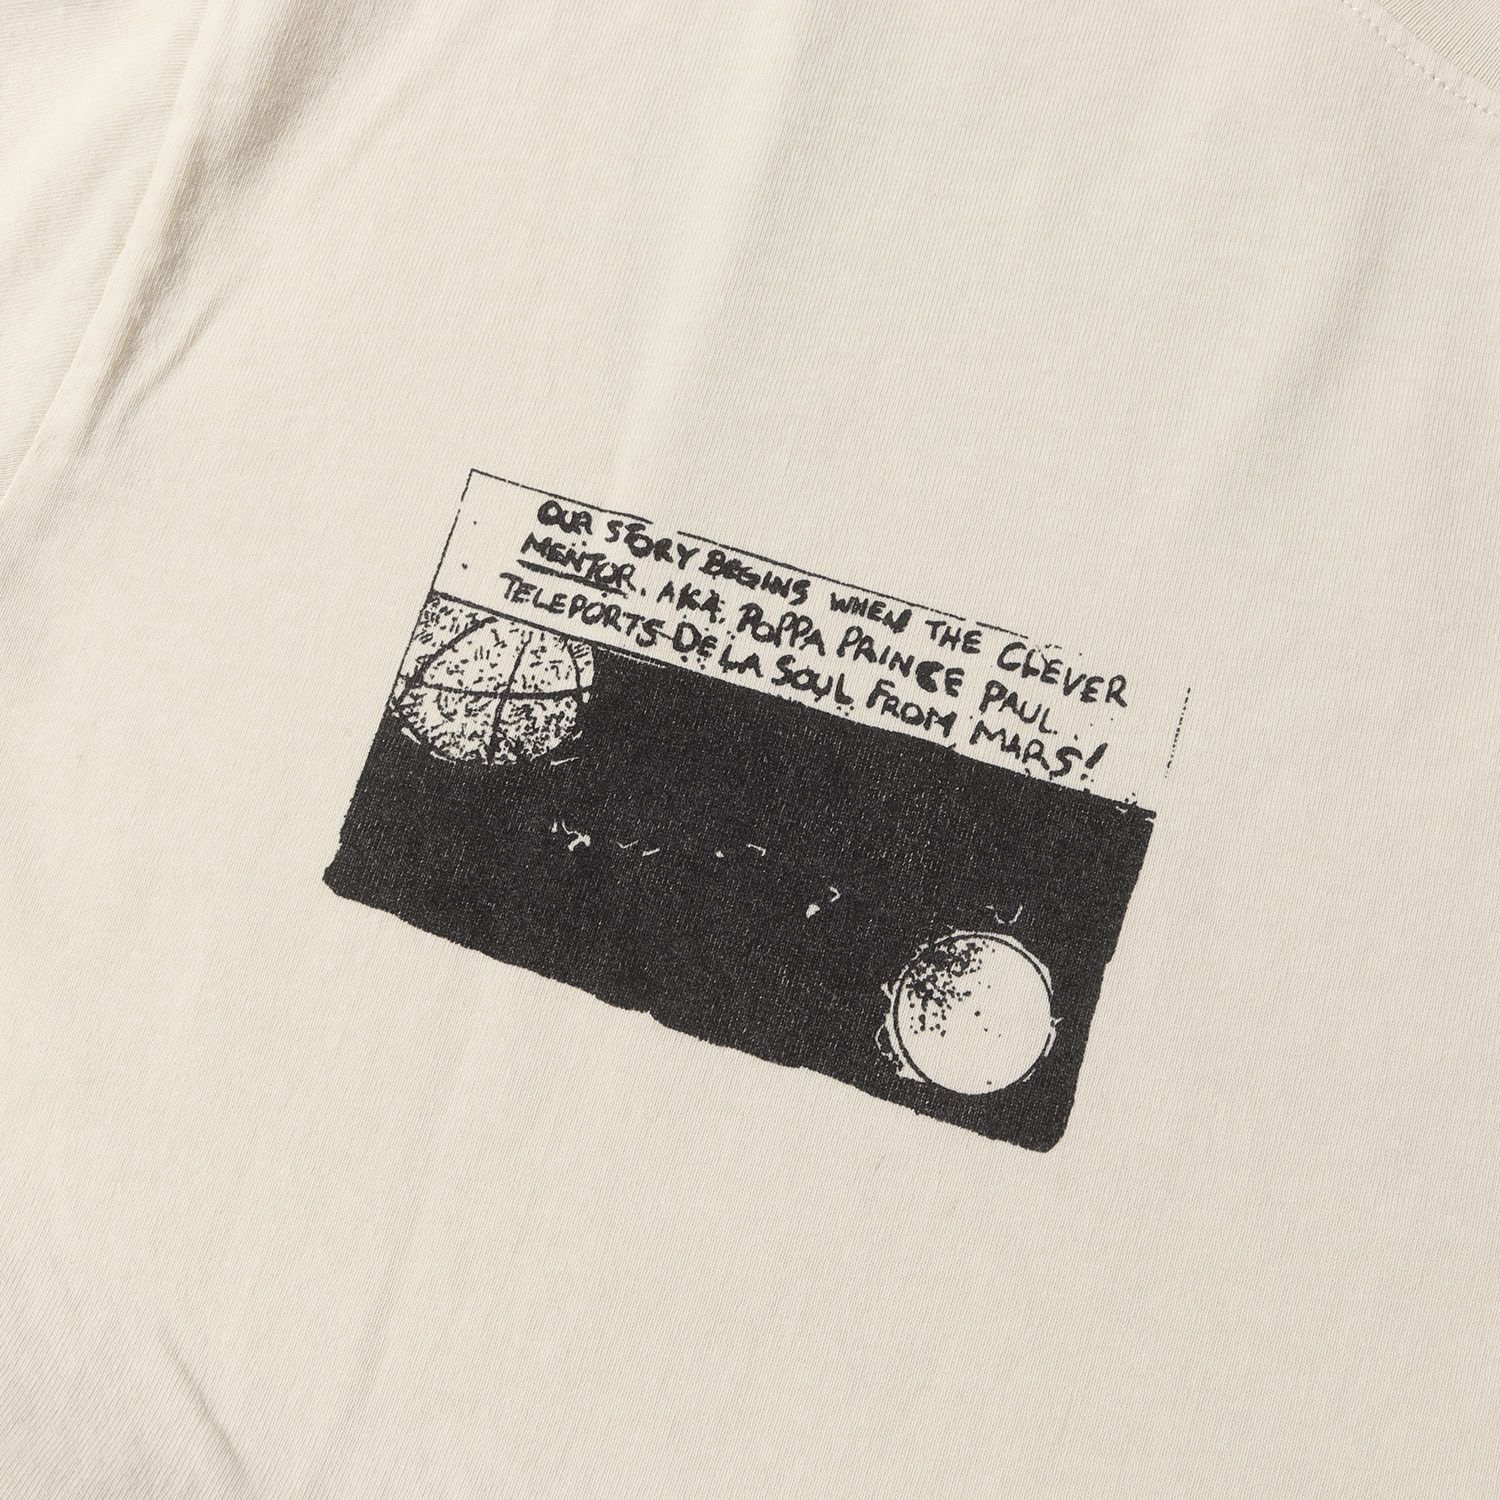 OUR STORY BEGINS WHEN THE CLEVER
MENTOR. AKA. POPPA PRINCE PAUL.
TELEPORTS DE LA SOUL FROM MARS!